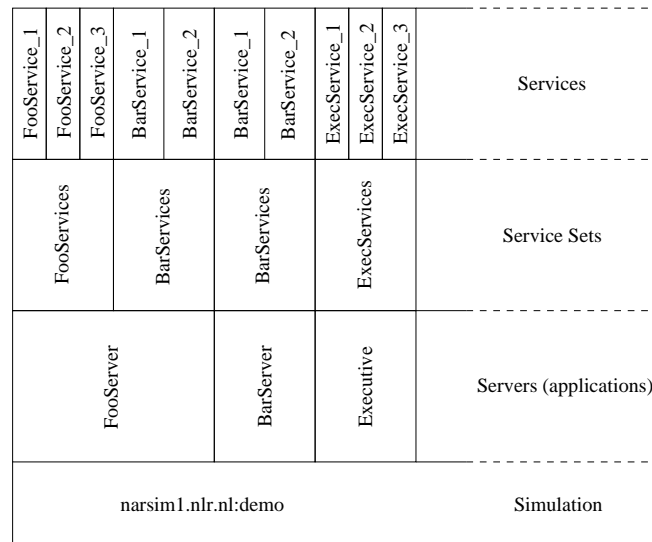 FooService_1
FooService_2
FooService_3
BarService_1
BarService_2
BarService_1
BarService_2
ExecService_1
ExecService_2
ExecService_3
Services
FooServices
BarServices
BarServices
ExecServices
Service Sets
FooServer
BarServer
Executive
Servers (applications)
narsim1.nlr.nl:demo
Simulation